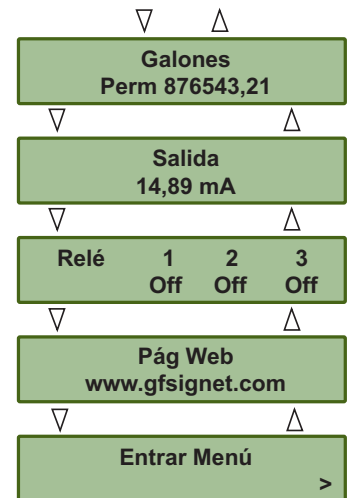 Galones
Perm 876543,21
Salida
14,89 mA
Relé 1 2 3
Off Off Off
Pág Web
www.gfsignet.com
Entrar Menú
>